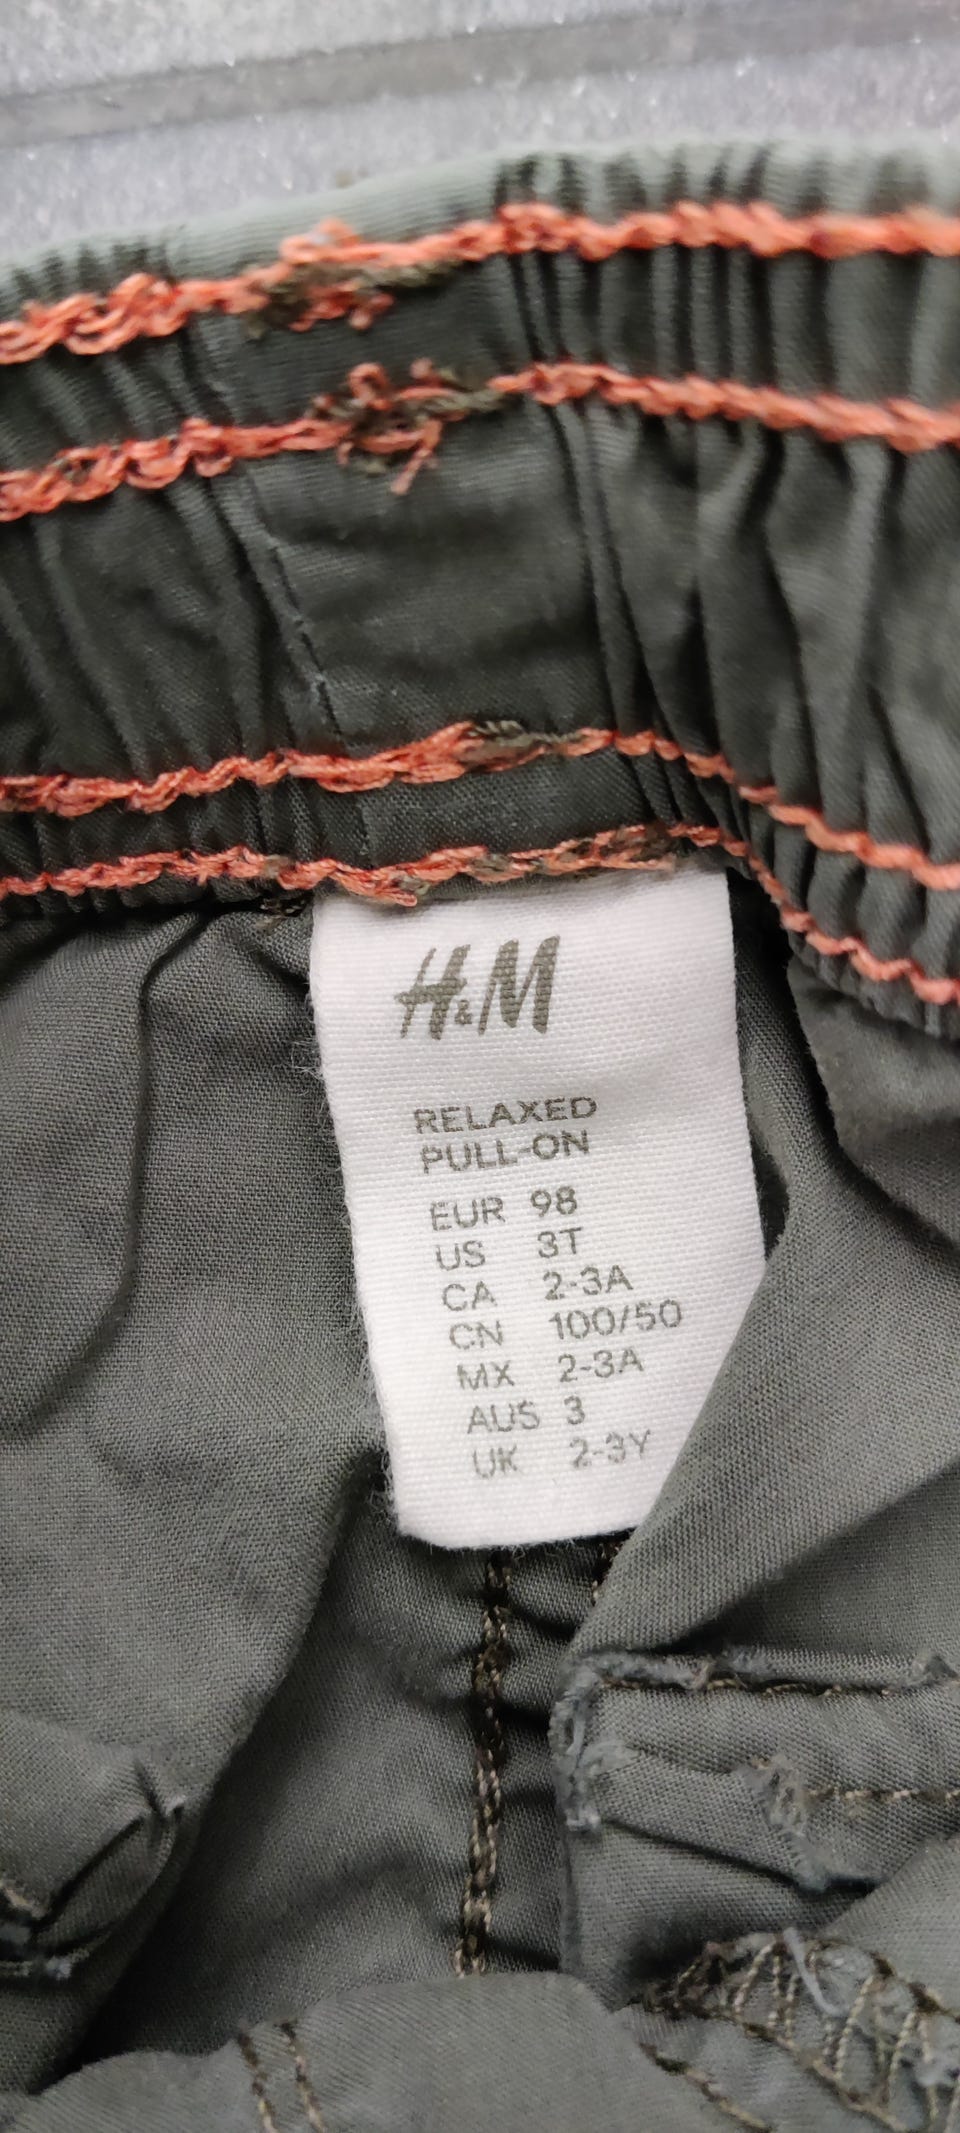 H&M
RELAXED
PULL-ON
EUR 98
US 3T
CA 2-3A
CN 100/50
MX 2-3A
AUS 3
UK 2-3Y